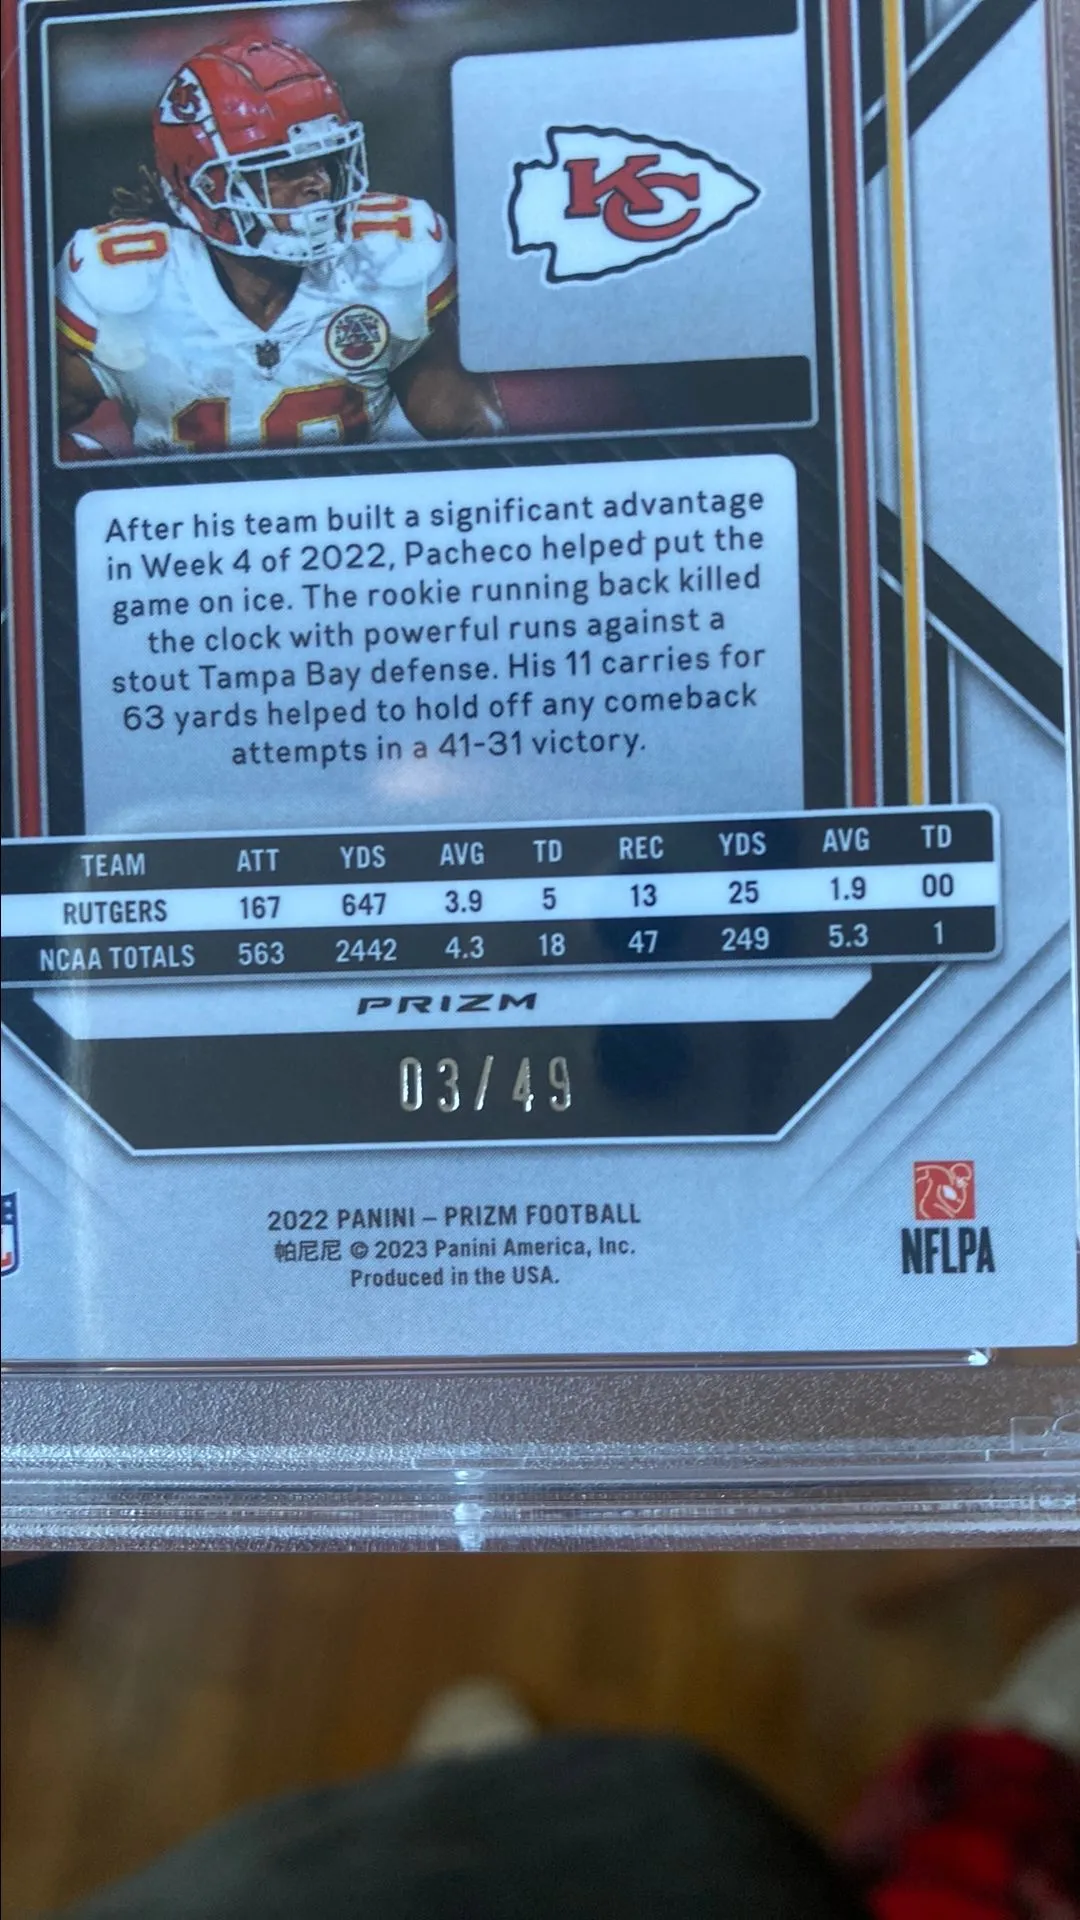 10
10
10
KC
After his team built a significant advantage
in Week 4 of 2022, Pacheco helped put the
game on ice. The rookie running back killed
the clock with powerful runs against a
stout Tampa Bay defense. His 11 carries for
63 yards helped to hold off any comeback
attempts in a 41-31 victory.
TEAM ATT YDS AVG TD REC YDS AVG TD
RUTGERS 167 647 3.9 5 13 25 1.9 00
NCAA TOTALS 563 2442 4.3 18 47 249 5.3 1
PRIZM
03/49
2022 PANINI – PRIZM FOOTBALL
帕尼尼 © 2023 Panini America, Inc.
Produced in the USA.
NFLPA